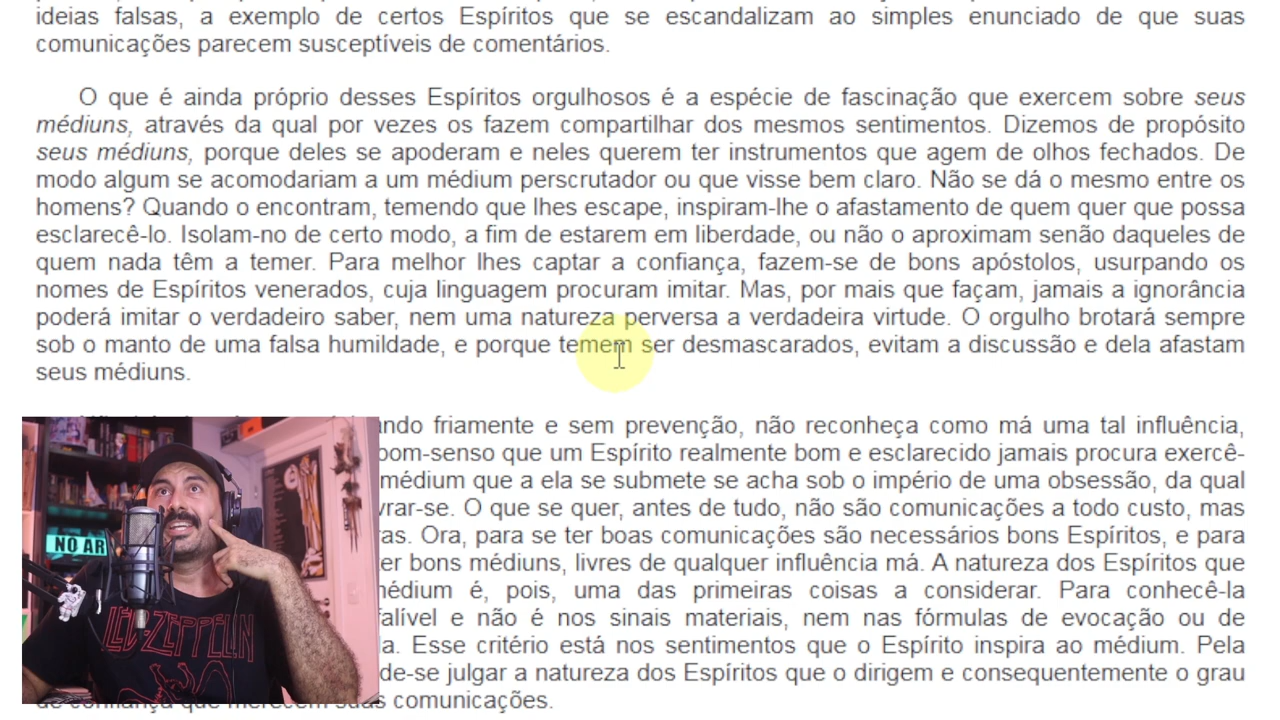 ideias falsas, a exemplo de certos Espíritos que se escandalizam ao simples enunciado de que suas
comunicações parecem susceptíveis de comentários.
O que é ainda próprio desses Espíritos orgulhosos é a espécie de fascinação que exercem sobre seus
médiuns, através da qual por vezes os fazem compartilhar dos mesmos sentimentos. Dizemos de propósito
seus médiuns, porque deles se apoderam e neles querem ter instrumentos que agem de olhos fechados. De
modo algum se acomodariam a um médium perscrutador ou que visse bem claro. Não se dá o mesmo entre os
homens? Quando o encontram, temendo que lhes escape, inspiram-lhe o afastamento de quem quer que possa
esclarecê-lo. Isolam-no de certo modo, a fim de estarem em liberdade, ou não o aproximam senão daqueles de
quem nada têm a temer. Para melhor lhes captar a confiança, fazem-se de bons apóstolos, usurpando os
nomes de Espíritos venerados, cuja linguagem procuram imitar. Mas, por mais que façam, jamais a ignorância
poderá imitar o verdadeiro saber, nem uma natureza perversa a verdadeira virtude. O orgulho brotará sempre
sob o manto de uma falsa humildade, e porque temem ser desmascarados, evitam a discussão e dela afastam
seus médiuns.
ando friamente e sem prevenção, não reconheça como má uma tal influência,
bom-senso que um Espírito realmente bom e esclarecido jamais procura exercê-
médium que a ela se submete se acha sob o império de uma obsessão, da qual
vrar-se. O que se quer, antes de tudo, não são comunicações a todo custo, mas
ras. Ora, para se ter boas comunicações são necessários bons Espíritos, e para
er bons médiuns, livres de qualquer influência má. A natureza dos Espíritos que
médium é, pois, uma das primeiras coisas a considerar. Para conhecê-la
falível e não é nos sinais materiais, nem nas fórmulas de evocação ou de
la. Esse critério está nos sentimentos que o Espírito inspira ao médium. Pela
de-se julgar a natureza dos Espíritos que o dirigem e consequentemente o grau
s comunicações.
NO AR
LED-ZEPPELIN